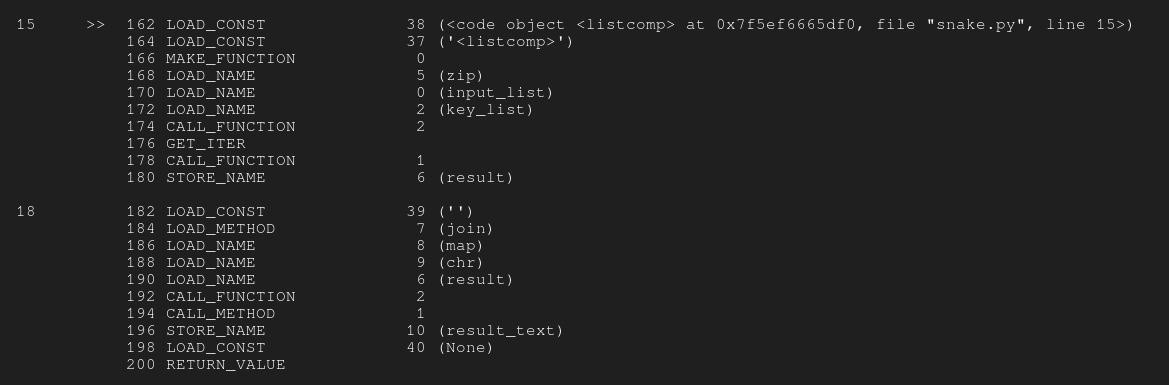 15 >> 162 LOAD_CONST 38 (<code object <listcomp> at 0x7f5ef6665df0, file "snake.py", line 15>)
164 LOAD_CONST 37 ('<listcomp>')
166 MAKE_FUNCTION 0
168 LOAD_NAME 5 (zip)
170 LOAD_NAME 0 (input_list)
172 LOAD_NAME 2 (key_list)
174 CALL_FUNCTION 2
176 GET_ITER
178 CALL_FUNCTION 1
180 STORE_NAME 6 (result)
18 182 LOAD_CONST 39 ('')
184 LOAD_METHOD 7 (join)
186 LOAD_NAME 8 (map)
188 LOAD_NAME 9 (chr)
190 LOAD_NAME 6 (result)
192 CALL_FUNCTION 2
194 CALL_METHOD 1
196 STORE_NAME 10 (result_text)
198 LOAD_CONST 40 (None)
200 RETURN_VALUE